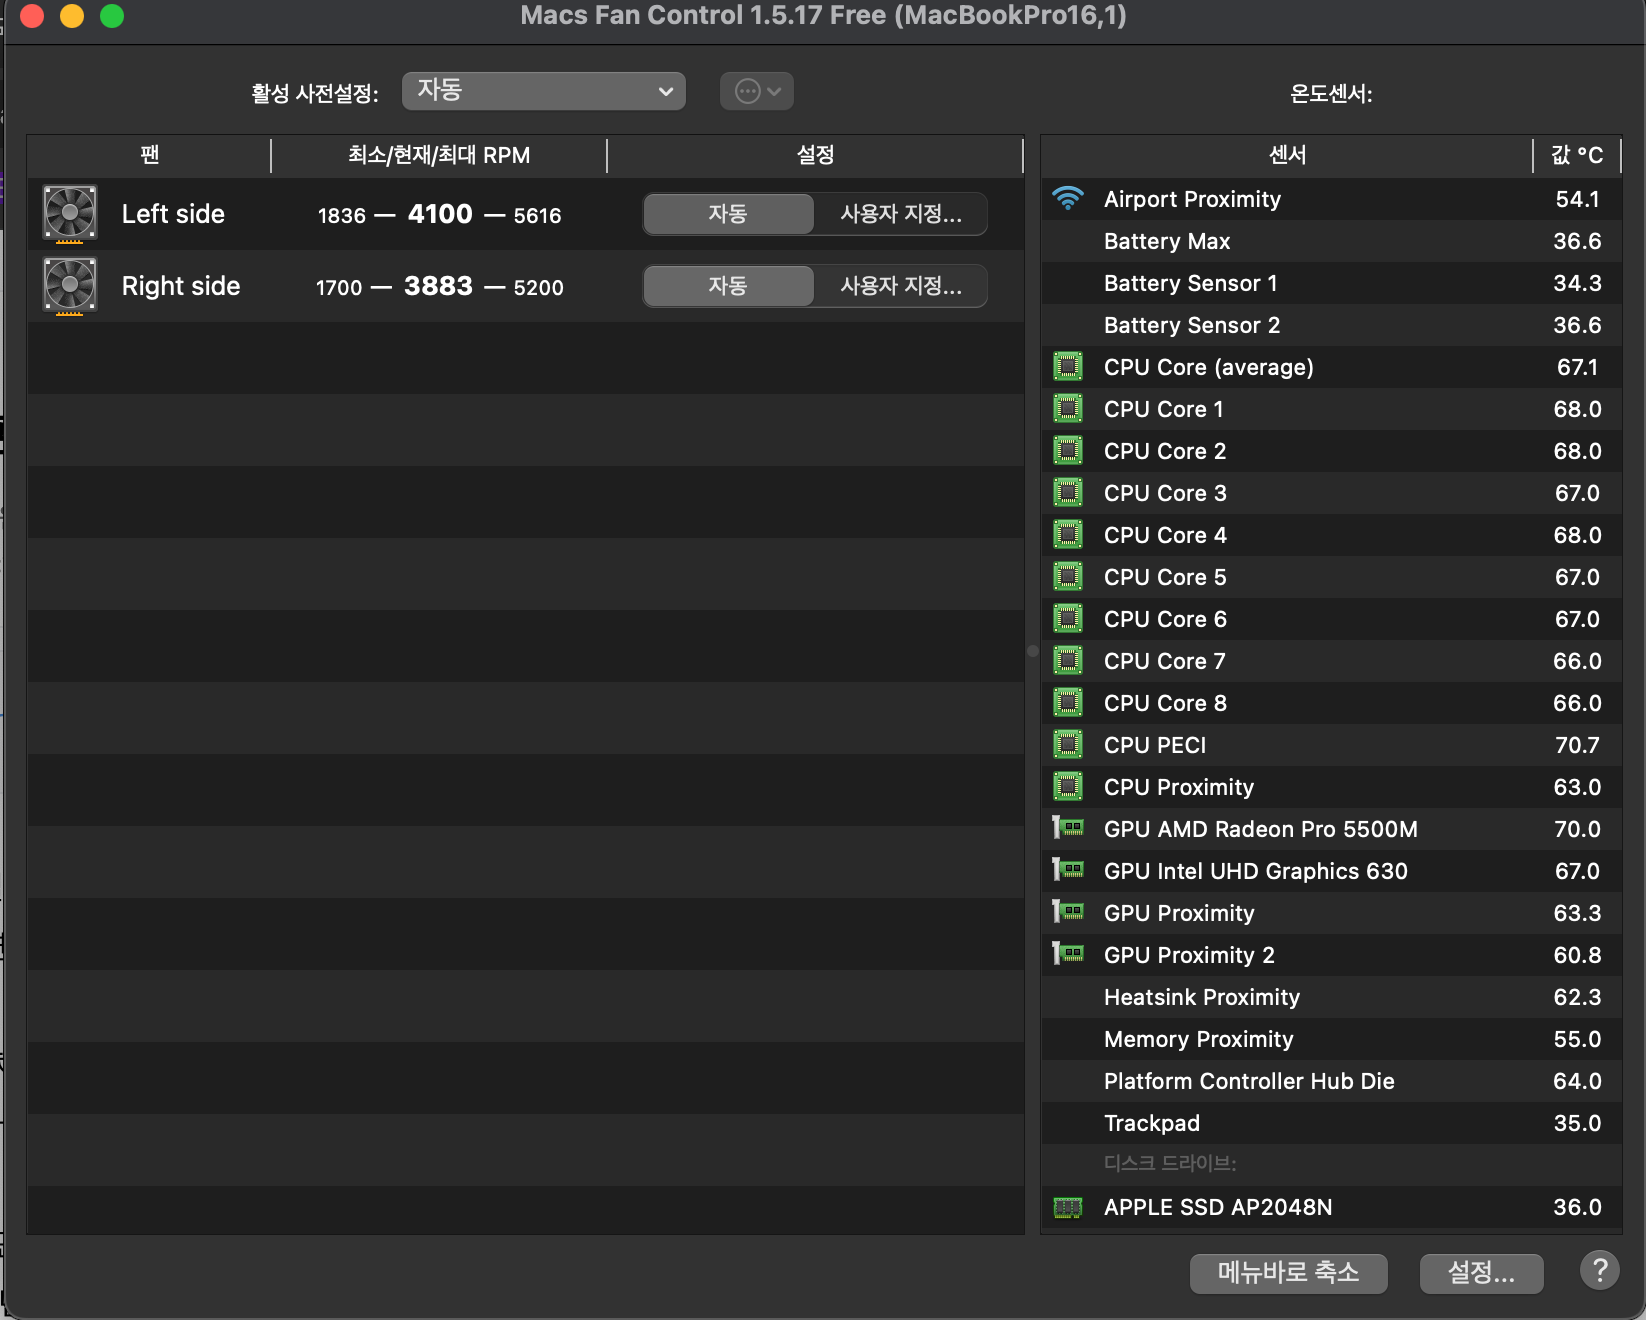 Macs Fan Control 1.5.17 Free (MacBookPro16,1)
활성 사전설정: 자동
온도센서:
팬 최소/현재/최대 RPM 설정
Left side 1836 — 4100 — 5616 자동 사용자 지정...
Right side 1700 — 3883 — 5200 자동 사용자 지정...
센서 값 °C
Airport Proximity 54.1
Battery Max 36.6
Battery Sensor 1 34.3
Battery Sensor 2 36.6
CPU Core (average) 67.1
CPU Core 1 68.0
CPU Core 2 68.0
CPU Core 3 67.0
CPU Core 4 68.0
CPU Core 5 67.0
CPU Core 6 67.0
CPU Core 7 66.0
CPU Core 8 66.0
CPU PECI 70.7
CPU Proximity 63.0
GPU AMD Radeon Pro 5500M 70.0
GPU Intel UHD Graphics 630 67.0
GPU Proximity 63.3
GPU Proximity 2 60.8
Heatsink Proximity 62.3
Memory Proximity 55.0
Platform Controller Hub Die 64.0
Trackpad 35.0
디스크 드라이브:
APPLE SSD AP2048N 36.0
메뉴바로 축소 설정... ?